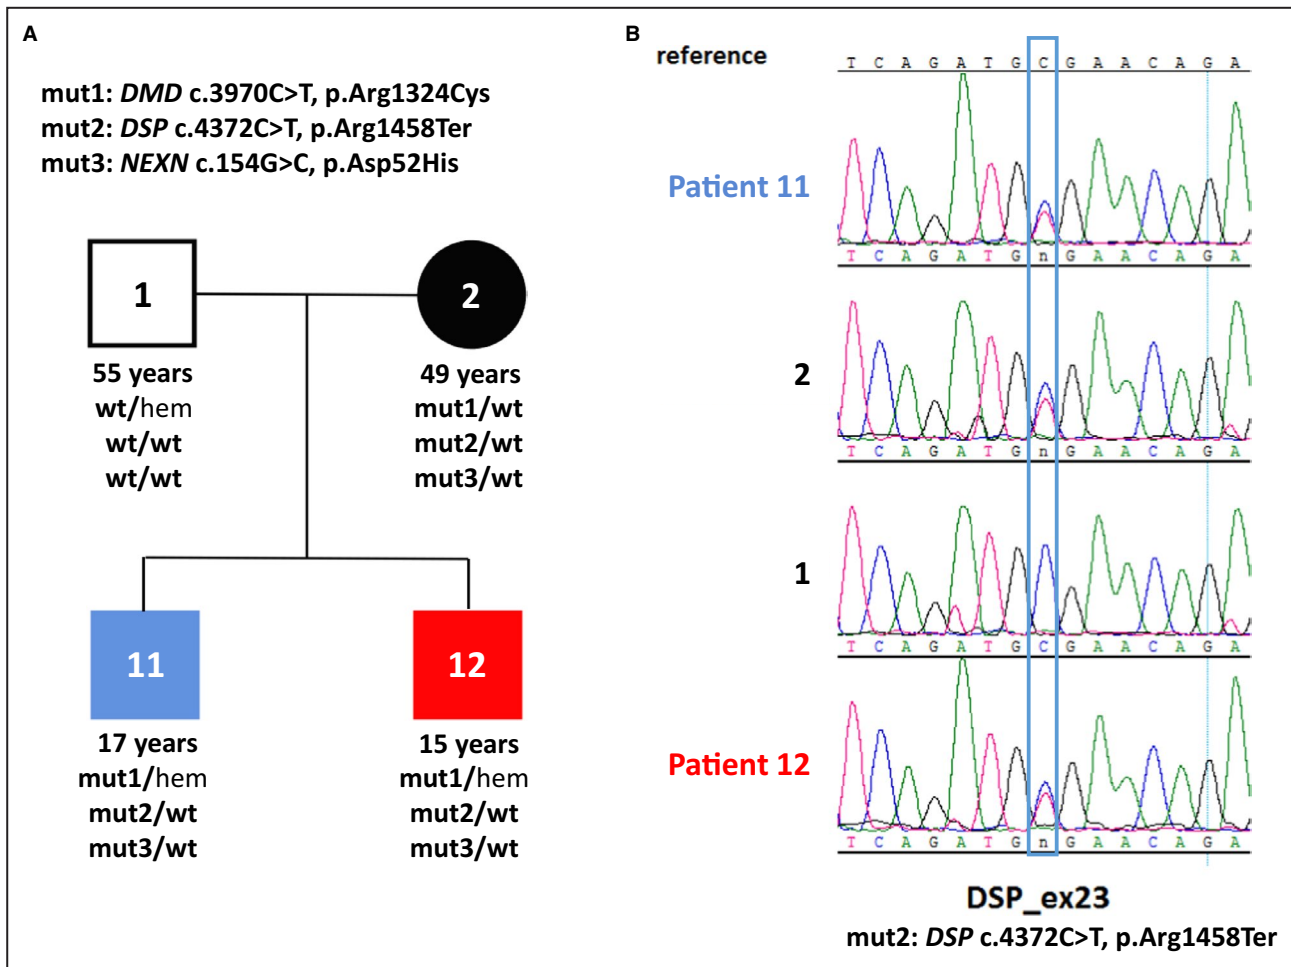 A
mut1: DMD c.3970C>T, p.Arg1324Cys
mut2: DSP c.4372C>T, p.Arg1458Ter
mut3: NEXN c.154G>C, p.Asp52His
1
2
55 years
wt/hem
wt/wt
wt/wt
49 years
mut1/wt
mut2/wt
mut3/wt
11
12
17 years
mut1/hem
mut2/wt
mut3/wt
15 years
mut1/hem
mut2/wt
mut3/wt
B
reference
T C A G A T G C G A A C A G A
Patient 11
T C A G A T G n G A A C A G A
2
T C A G A T G n G A A C A G A
1
T C A G A T G C G A A C A G A
Patient 12
T C A G A T G n G A A C A G A
DSP_ex23
mut2: DSP c.4372C>T, p.Arg1458Ter